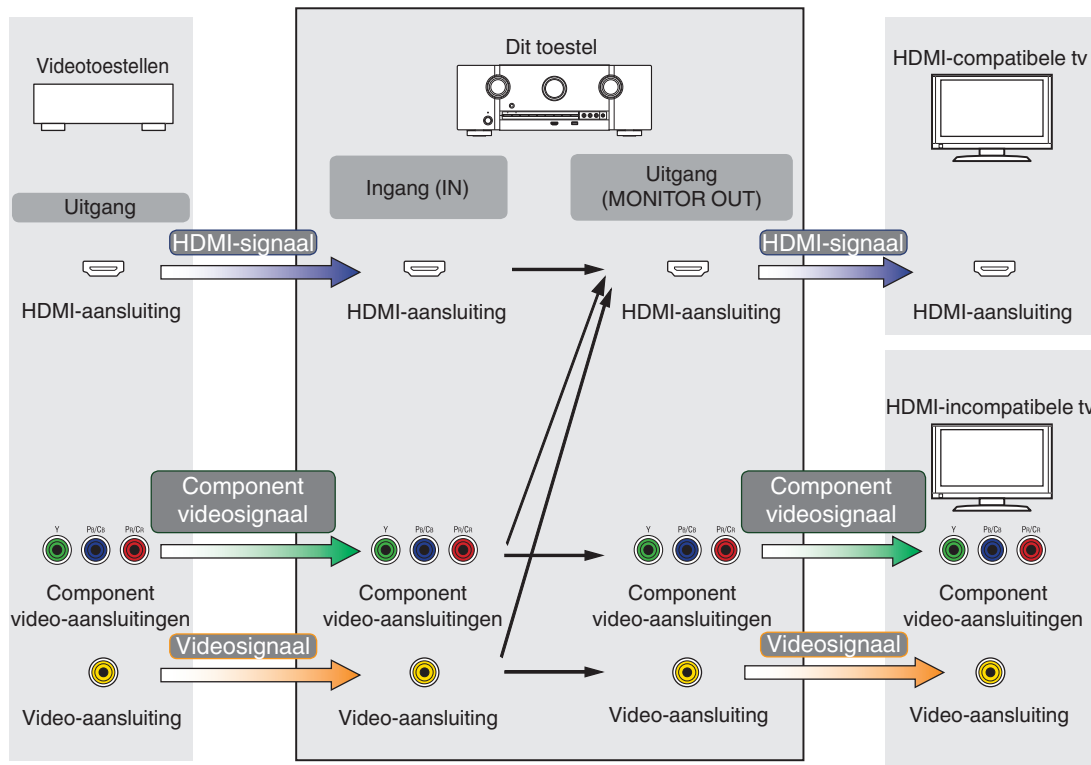 Videotoestellen
Dit toestel
HDMI-compatibele tv
Uitgang
Ingang (IN)
Uitgang
(MONITOR OUT)
HDMI-signaal
HDMI-signaal
HDMI-aansluiting
HDMI-aansluiting
HDMI-aansluiting
HDMI-aansluiting
HDMI-incompatibele tv
Component
videosignaal
Component
videosignaal
Y PB/CB PR/CR
Y PB/CB PR/CR
Y PB/CB PR/CR
Y PB/CB PR/CR
Component
video-aansluitingen
Component
video-aansluitingen
Component
video-aansluitingen
Component
video-aansluitingen
Videosignaal
Videosignaal
Video-aansluiting
Video-aansluiting
Video-aansluiting
Video-aansluiting